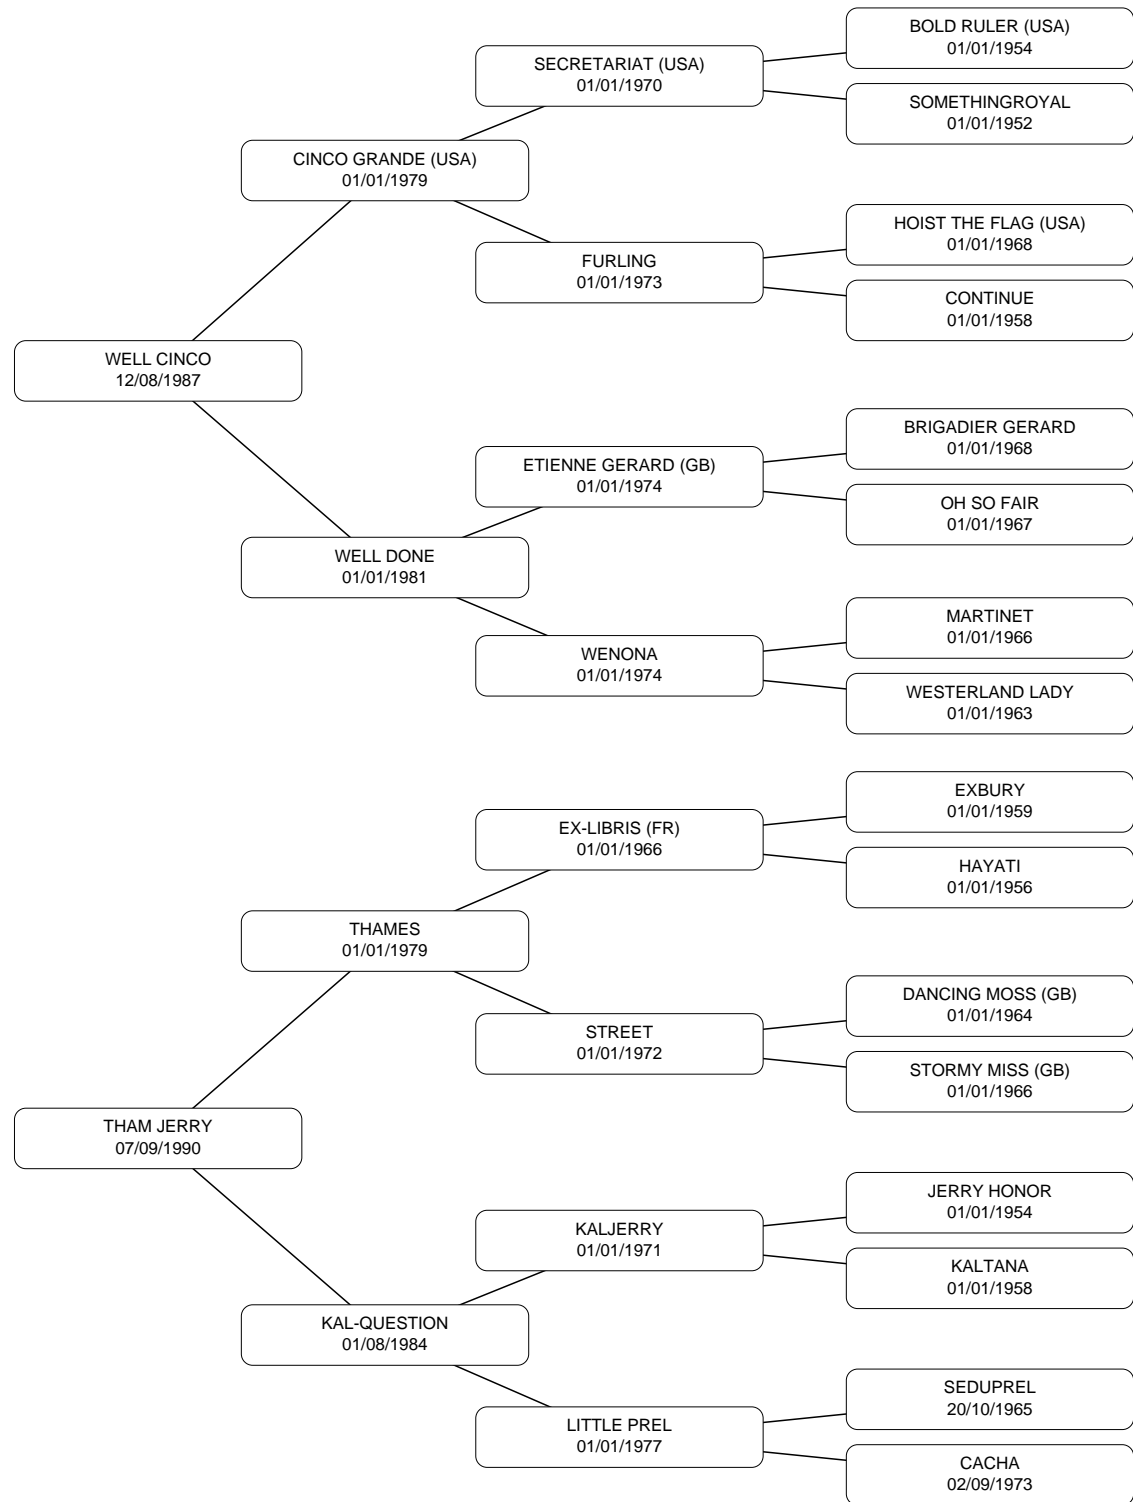 BOLD RULER (USA)
01/01/1954
SECRETARIAT (USA)
01/01/1970
SOMETHINGROYAL
01/01/1952
CINCO GRANDE (USA)
01/01/1979
HOIST THE FLAG (USA)
01/01/1968
FURLING
01/01/1973
CONTINUE
01/01/1958
WELL CINCO
12/08/1987
BRIGADIER GERARD
01/01/1968
ETIENNE GERARD (GB)
01/01/1974
OH SO FAIR
01/01/1967
WELL DONE
01/01/1981
MARTINET
01/01/1966
WENONA
01/01/1974
WESTERLAND LADY
01/01/1963
EXBURY
01/01/1959
EX-LIBRIS (FR)
01/01/1966
HAYATI
01/01/1956
THAMES
01/01/1979
DANCING MOSS (GB)
01/01/1964
STREET
01/01/1972
STORMY MISS (GB)
01/01/1966
THAM JERRY
07/09/1990
JERRY HONOR
01/01/1954
KALJERRY
01/01/1971
KALTANA
01/01/1958
KAL-QUESTION
01/08/1984
SEDUPREL
20/10/1965
LITTLE PREL
01/01/1977
CACHA
02/09/1973